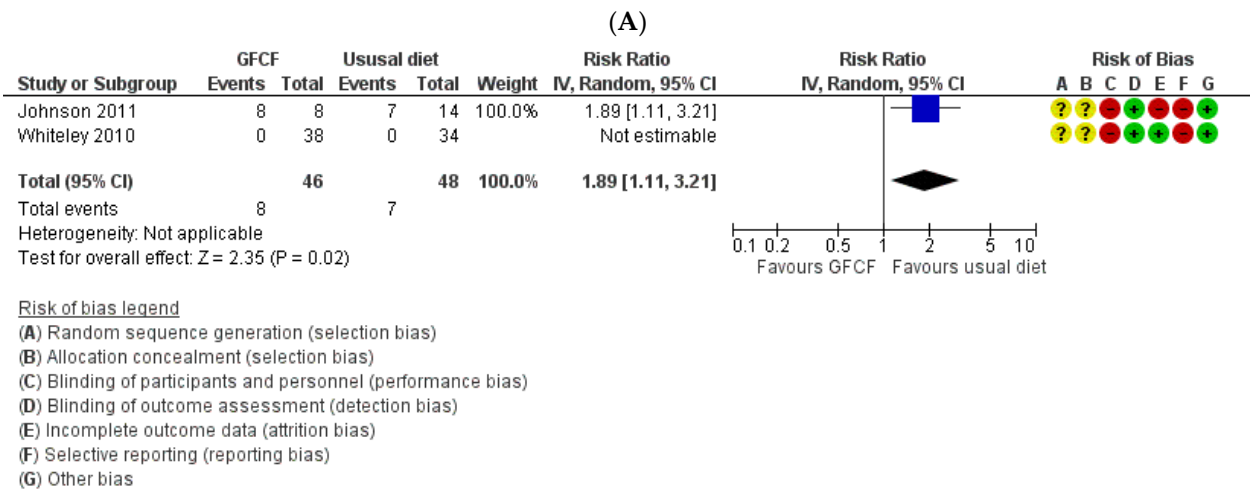 (A)
GFCF Ususal diet Risk Ratio Risk Ratio Risk of Bias
Study or Subgroup Events Total Events Total Weight IV, Random, 95% CI IV, Random, 95% CI A B C D E F G
Johnson 2011 8 8 7 14 100.0% 1.89 [1.11, 3.21] ? ? - + - - +
Whiteley 2010 0 38 0 34 Not estimable ? ? - + + - +
Total (95% CI) 46 48 100.0% 1.89 [1.11, 3.21]
Total events 8 7
Heterogeneity: Not applicable
Test for overall effect: Z = 2.35 (P = 0.02)
0.1 0.2 0.5 1 2 5 10
Favours GFCF Favours usual diet
Risk of bias legend
(A) Random sequence generation (selection bias)
(B) Allocation concealment (selection bias)
(C) Blinding of participants and personnel (performance bias)
(D) Blinding of outcome assessment (detection bias)
(E) Incomplete outcome data (attrition bias)
(F) Selective reporting (reporting bias)
(G) Other bias